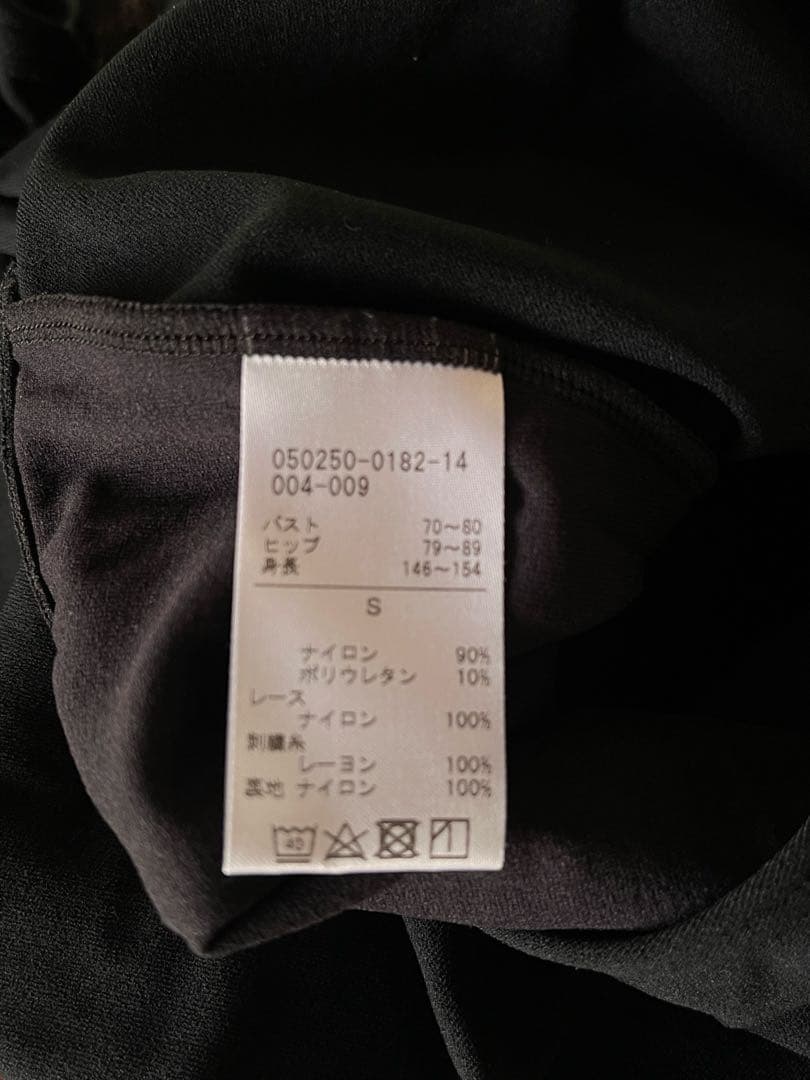 050250-0182-14
004-009
バスト 70～80
ヒップ 79～89
身長 146～154
S
ナイロン 90%
ポリウレタン 10%
レース
ナイロン 100%
刺繍糸
レーヨン 100%
裏地 ナイロン 100%
40